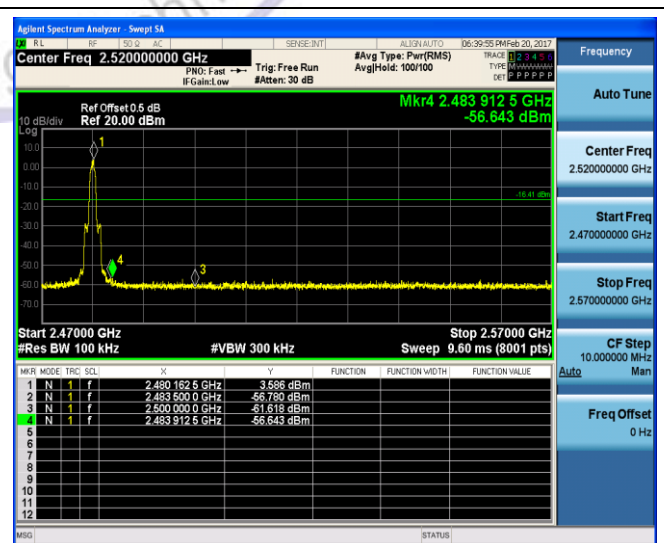 Agilent Spectrum Analyzer - Swept SA
RL RF 50 Ω AC SENSE:INT ALIGN AUTO 06:39:55 PM Feb 20, 2017
Center Freq 2.520000000 GHz
PNO: Fast
IFGain:Low
Trig: Free Run
#Atten: 30 dB
#Avg Type: Pwr(RMS)
Avg|Hold: 100/100
TRACE 1 2 3 4 5 6
TYPE
DET P P P P P P
Frequency
Auto Tune
Center Freq
2.520000000 GHz
Start Freq
2.470000000 GHz
Stop Freq
2.570000000 GHz
CF Step
10.000000 MHz
Auto Man
Freq Offset
0 Hz
Ref Offset 0.5 dB
10 dB/div Ref 20.00 dBm
Log
Mkr4 2.483 912 5 GHz
-56.643 dBm
10.0
0.00
-10.0
-20.0
-30.0
-40.0
-50.0
-60.0
-70.0
1
4
3
-16.41 dBm
Start 2.47000 GHz Stop 2.57000 GHz
#Res BW 100 kHz #VBW 300 kHz Sweep 9.60 ms (8001 pts)
MKR MODE TRC SCL X Y FUNCTION FUNCTION WIDTH FUNCTION VALUE
1 N 1 f 2.480 162 5 GHz 3.586 dBm
2 N 1 f 2.483 500 0 GHz -56.780 dBm
3 N 1 f 2.500 000 0 GHz -61.618 dBm
4 N 1 f 2.483 912 5 GHz -56.643 dBm
5
6
7
8
9
10
11
12
MSG STATUS